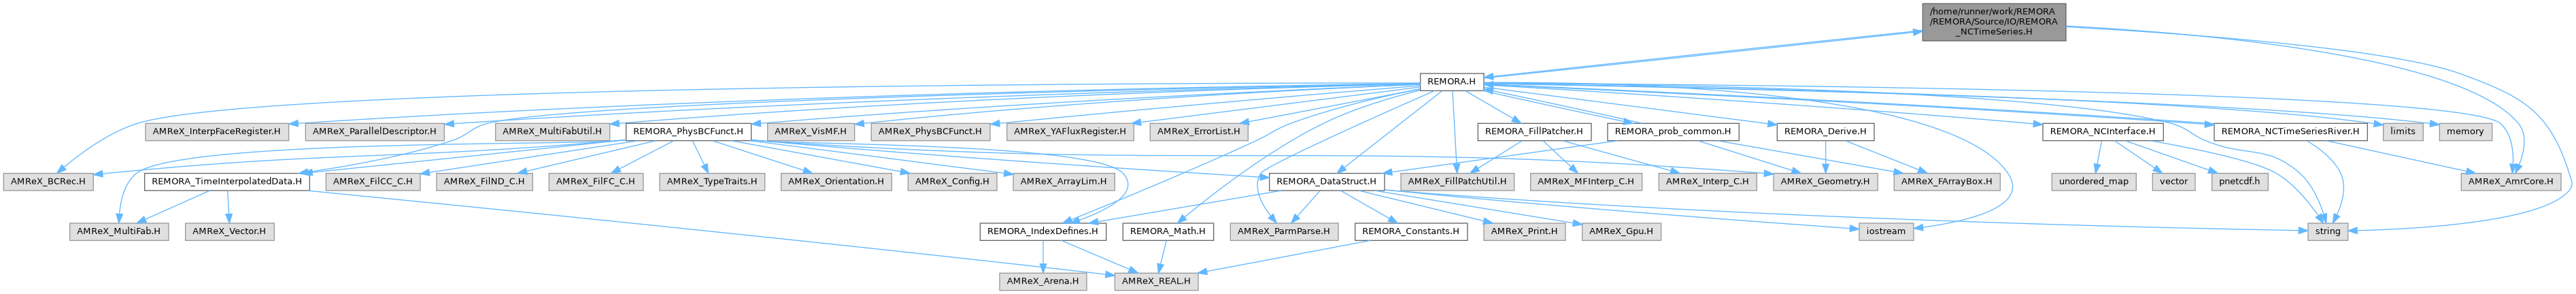 /home/runner/work/REMORA
/REMORA/Source/IO/REMORA
_NCTimeSeries.H
REMORA.H
AMReX_InterpFaceRegister.H
AMReX_ParallelDescriptor.H
AMReX_MultiFabUtil.H
REMORA_PhysBCFunct.H
AMReX_VisMF.H
AMReX_PhysBCFunct.H
AMReX_YAFluxRegister.H
AMReX_ErrorList.H
REMORA_FillPatcher.H
REMORA_prob_common.H
REMORA_Derive.H
REMORA_NCInterface.H
REMORA_NCTimeSeriesRiver.H
limits
memory
AMReX_BCRec.H
REMORA_TimeInterpolatedData.H
AMReX_FilCC_C.H
AMReX_FilND_C.H
AMReX_FilFC_C.H
AMReX_TypeTraits.H
AMReX_Orientation.H
AMReX_Config.H
AMReX_ArrayLim.H
REMORA_DataStruct.H
AMReX_FillPatchUtil.H
AMReX_MFInterp_C.H
AMReX_Interp_C.H
AMReX_Geometry.H
AMReX_FArrayBox.H
unordered_map
vector
pnetcdf.h
AMReX_AmrCore.H
AMReX_MultiFab.H
AMReX_Vector.H
REMORA_IndexDefines.H
REMORA_Math.H
AMReX_ParmParse.H
REMORA_Constants.H
AMReX_Print.H
AMReX_Gpu.H
iostream
string
AMReX_Arena.H
AMReX_REAL.H